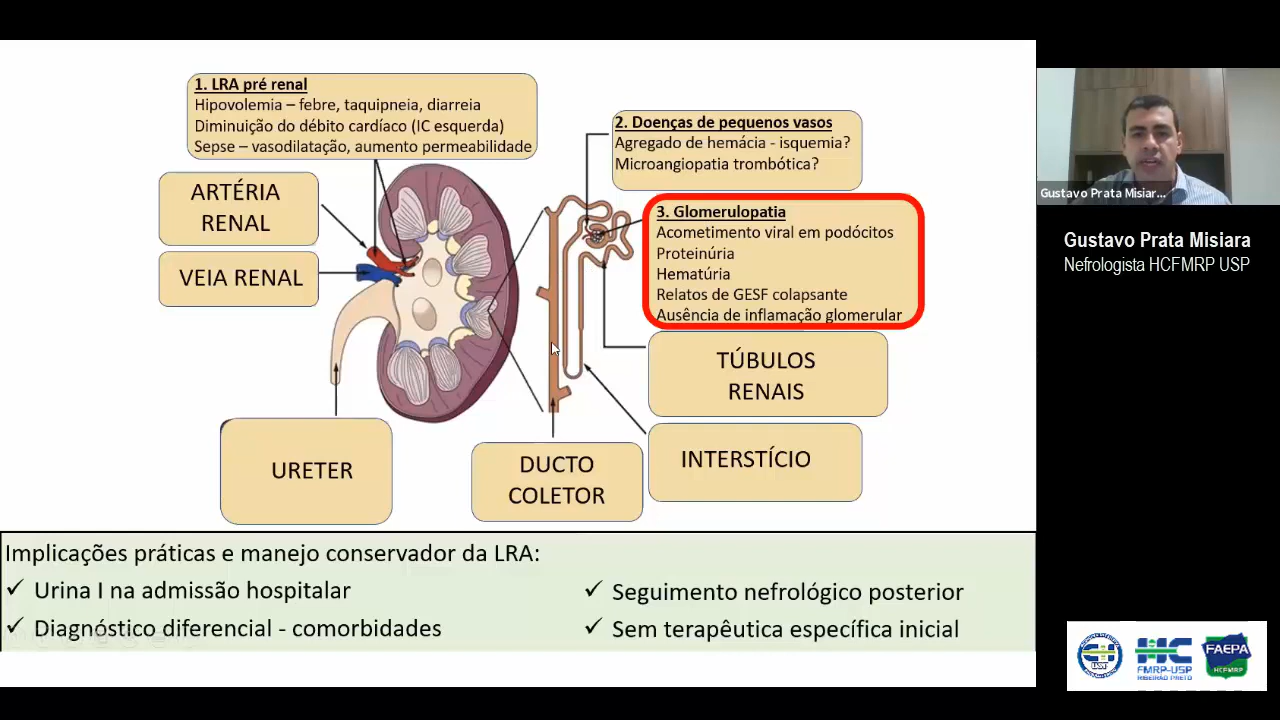 1. LRA pré renal
Hipovolemia – febre, taquipneia, diarreia
Diminuição do débito cardíaco (IC esquerda)
Sepse – vasodilatação, aumento permeabilidade
2. Doenças de pequenos vasos
Agregado de hemácia - isquemia?
Microangiopatia trombótica?
ARTÉRIA
RENAL
VEIA RENAL
3. Glomerulopatia
Acometimento viral em podócitos
Proteinúria
Hematúria
Relatos de GESF colapsante
Ausência de inflamação glomerular
TÚBULOS
RENAIS
INTERSTÍCIO
DUCTO
COLETOR
URETER
Implicações práticas e manejo conservador da LRA:
✓ Urina I na admissão hospitalar
✓ Diagnóstico diferencial - comorbidades
✓ Seguimento nefrológico posterior
✓ Sem terapêutica específica inicial
Gustavo Prata Misiar...
Gustavo Prata Misiara
Nefrologista HCFMRP USP
HC
FMRP-USP
RIBEIRÃO PRETO
FAEPA
HCFMRP